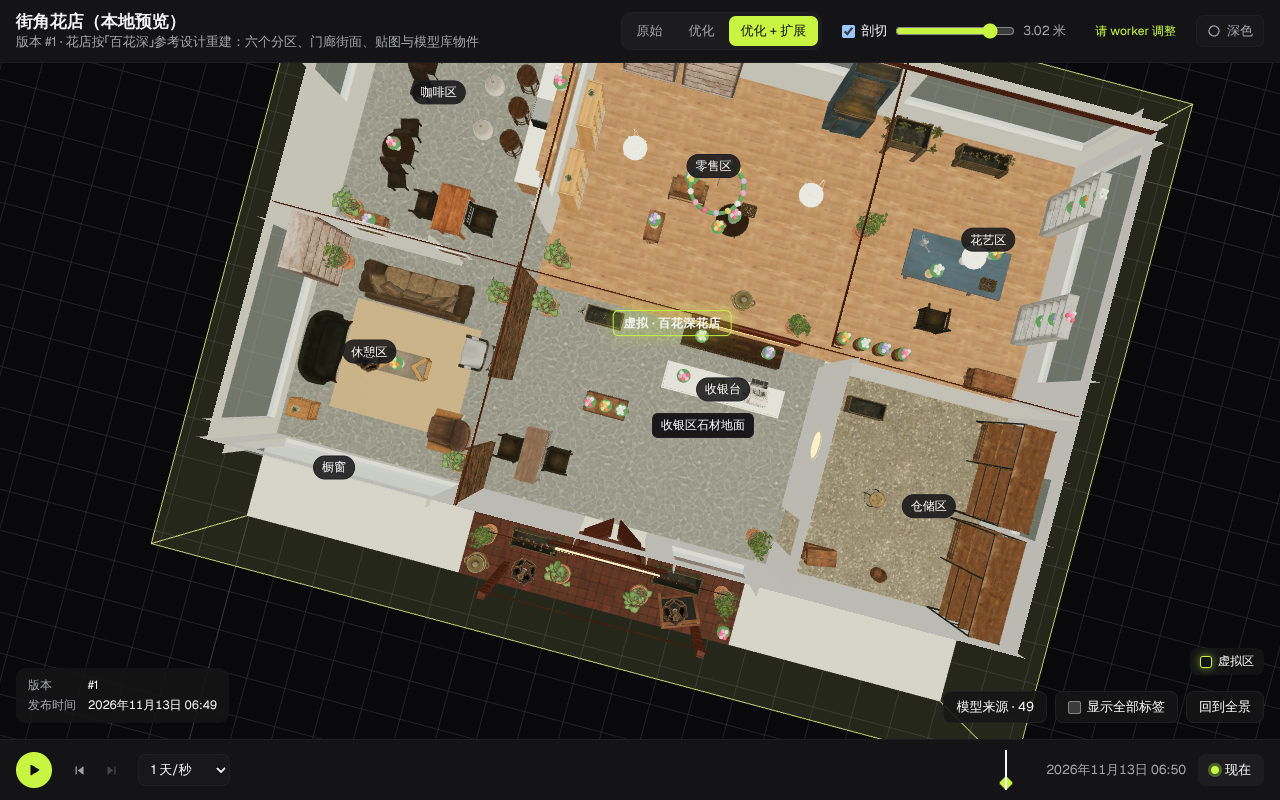 街角花店（本地预览）
版本 #1 · 花店按「百花深」参考设计重建：六个分区、门廊街面、贴图与模型库物件
原始
优化
优化 + 扩展
剖切
3.02 米
请 worker 调整
深色
咖啡区
零售区
花艺区
虚拟 · 百花深花店
休憩区
收银台
收银区石材地面
橱窗
仓储区
虚拟区
版本 #1
发布时间 2026年11月13日 06:49
模型来源 · 49
显示全部标签
回到全景
1 天/秒
2026年11月13日 06:50
现在